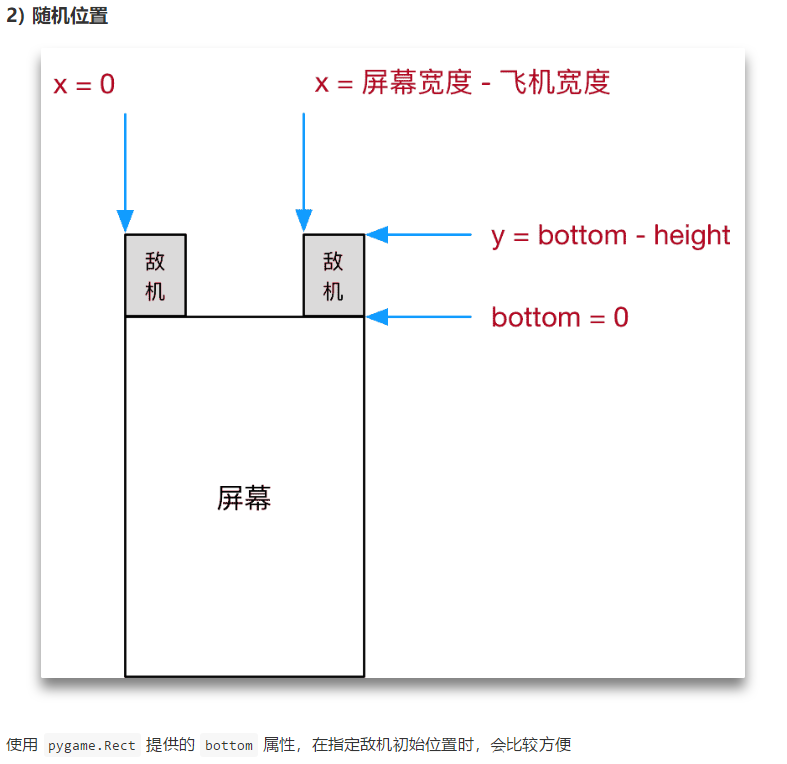 2) 随机位置
x = 0
x = 屏幕宽度 - 飞机宽度
敌
机
敌
机
y = bottom - height
bottom = 0
屏幕
使用 pygame.Rect 提供的 bottom 属性，在指定敌机初始位置时，会比较方便